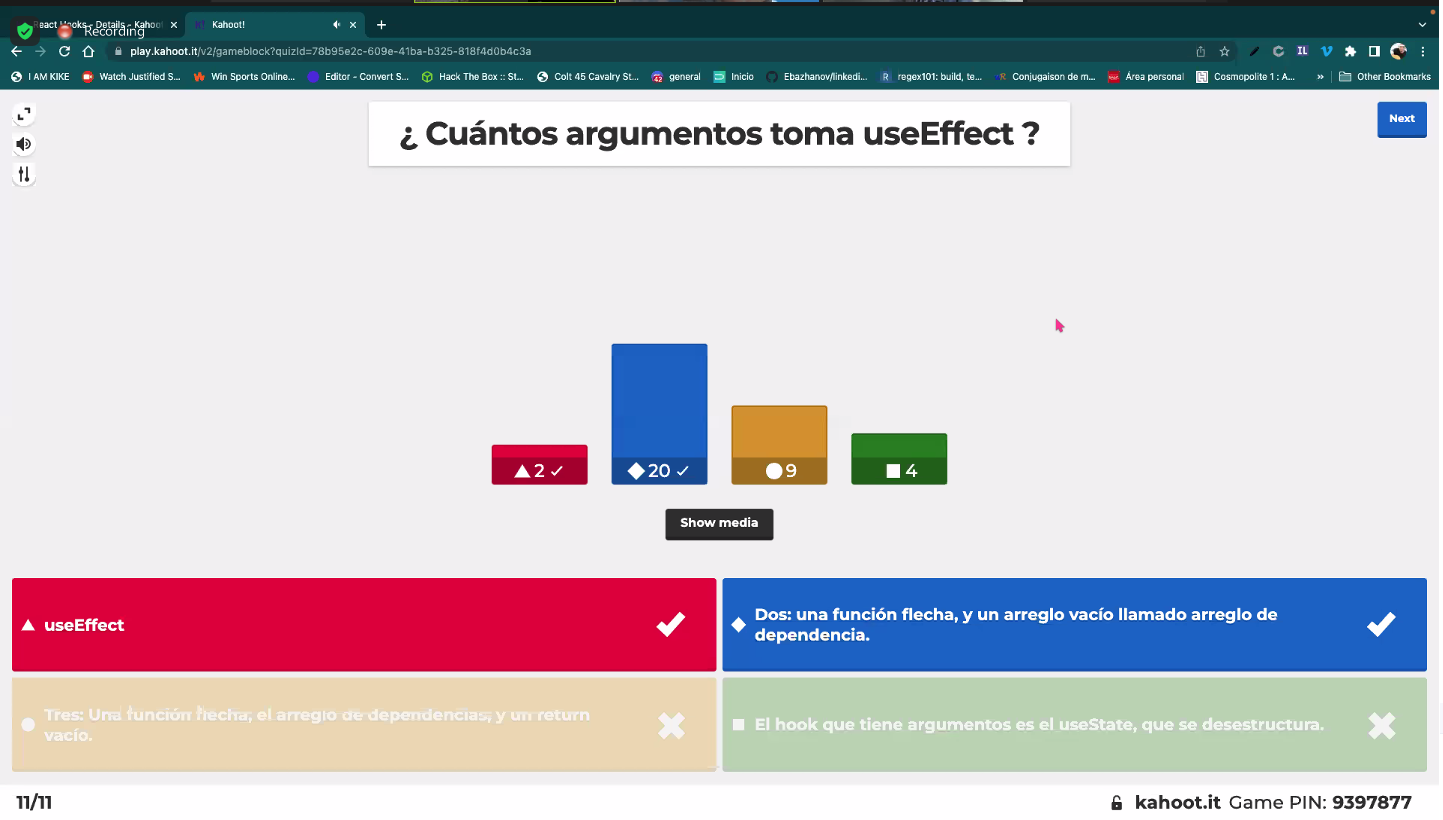 React Hooks - Details - Kahoot
Recording
Kahoot!
play.kahoot.it/v2/gameblock?quizId=78b95e2c-609e-41ba-b325-818f4d0b4c3a
I AM KIKE
Watch Justified S...
Win Sports Online...
Editor - Convert S...
Hack The Box :: St...
Colt 45 Cavalry St...
general
Inicio
Ebazhanov/linkedi...
regex101: build, te...
Conjugaison de m...
Área personal
Cosmopolite 1 : A...
»
Other Bookmarks
¿ Cuántos argumentos toma useEffect ?
Next
2
20
9
4
Show media
useEffect
Dos: una función flecha, y un arreglo vacío llamado arreglo de
dependencia.
Tres: Una función flecha, el arreglo de dependencias, y un return
vacío.
El hook que tiene argumentos es el useState, que se desestructura.
11/11
kahoot.it Game PIN: 9397877